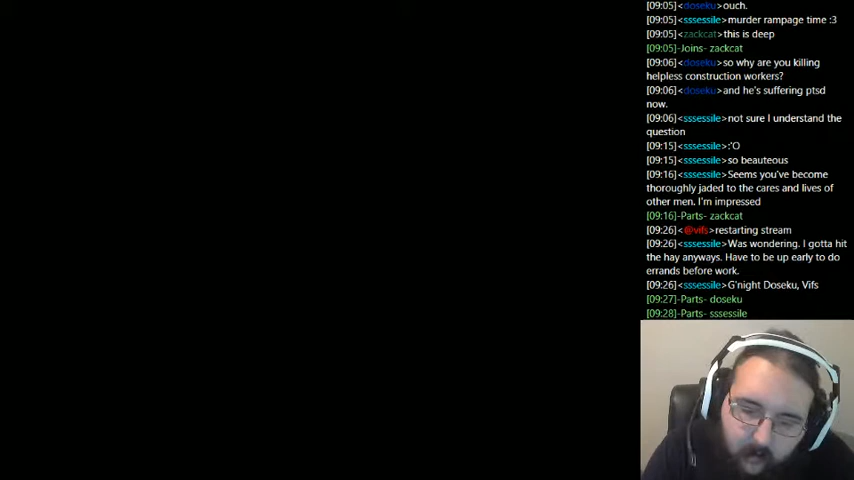 [09:05]<doseku>ouch.
[09:05]<sssessile>murder rampage time :3
[09:05]<zackcat>this is deep
[09:05]-Joins- zackcat
[09:06]<doseku>so why are you killing
helpless construction workers?
[09:06]<doseku>and he's suffering ptsd
now.
[09:06]<sssessile>not sure I understand the
question
[09:15]<sssessile>:'O
[09:15]<sssessile>so beauteous
[09:16]<sssessile>Seems you've become
thoroughly jaded to the cares and lives of
other men. I'm impressed
[09:16]-Parts- zackcat
[09:26]<@vifs>restarting stream
[09:26]<sssessile>Was wondering. I gotta hit
the hay anyways. Have to be up early to do
errands before work.
[09:26]<sssessile>G'night Doseku, Vifs
[09:27]-Parts- doseku
[09:28]-Parts- sssessile